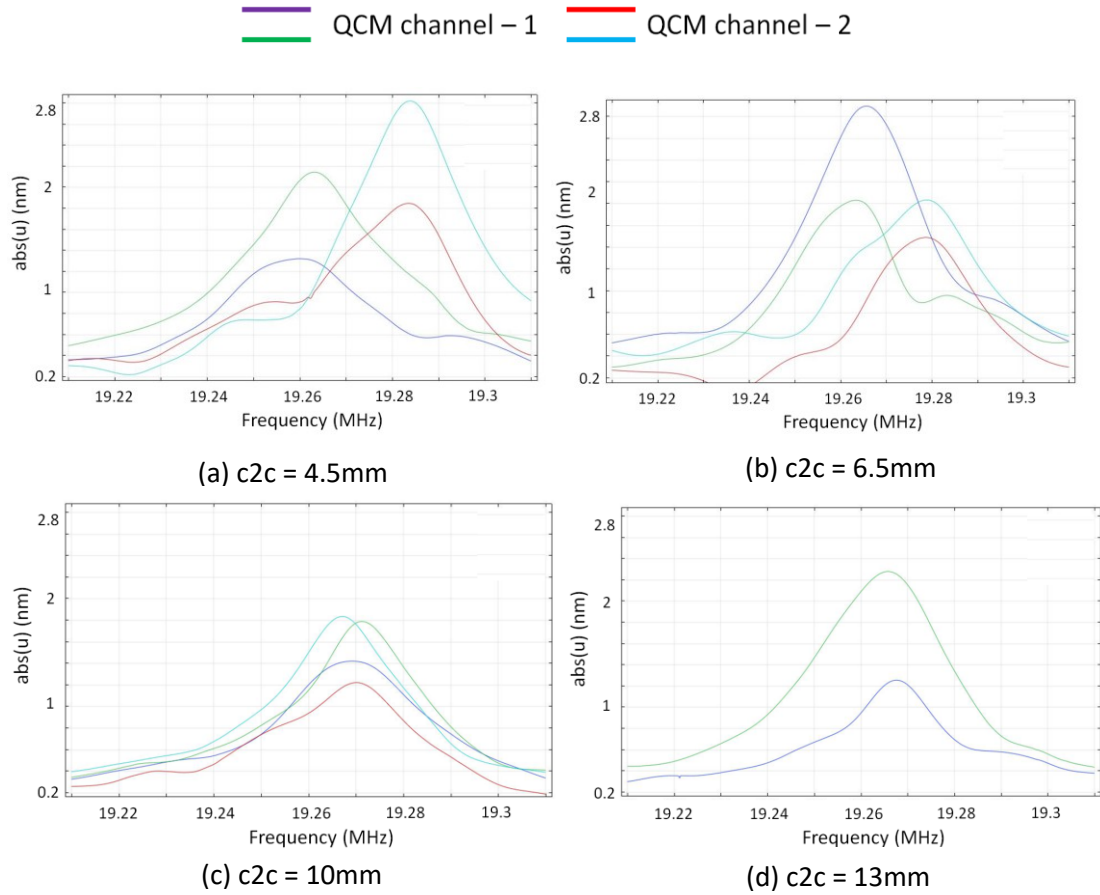 QCM channel – 1
QCM channel – 2
2.8
2
1
0.2
abs(u) (nm)
19.22
19.24
19.26
19.28
19.3
Frequency (MHz)
(a) c2c = 4.5mm
2.8
2
1
0.2
abs(u) (nm)
19.22
19.24
19.26
19.28
19.3
Frequency (MHz)
(b) c2c = 6.5mm
2.8
2
1
0.2
abs(u) (nm)
19.22
19.24
19.26
19.28
19.3
Frequency (MHz)
(c) c2c = 10mm
2.8
2
1
0.2
abs(u) (nm)
19.22
19.24
19.26
19.28
19.3
Frequency (MHz)
(d) c2c = 13mm